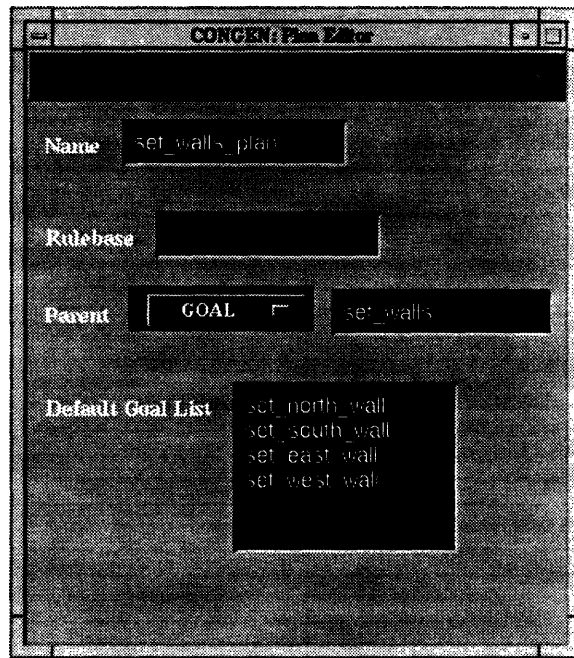 CONGEN: Plan Editor
Name set_walls_plan
Rulebase
Parent GOAL set_walls
Default Goal List set_north_wall
set_south_wall
set_east_wall
set_west_wall